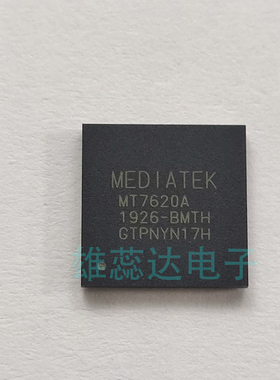 MEDIATEK
MT7620A
1926-BMTH
GTPNYN17H
雄蕊达电子